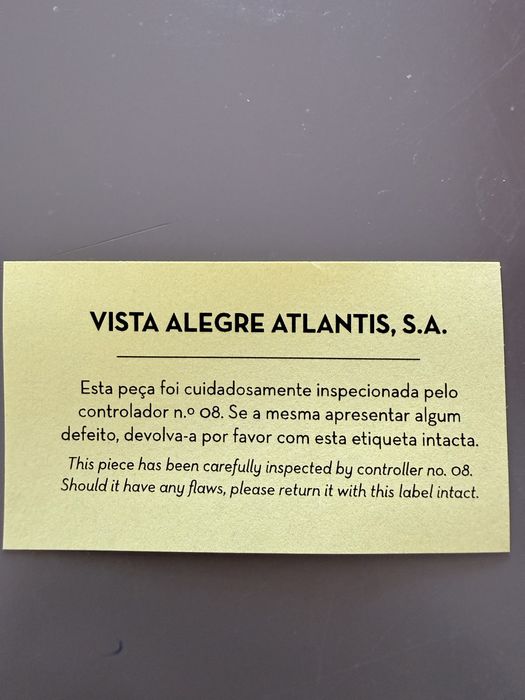 VISTA ALEGRE ATLANTIS, S.A.
Esta peça foi cuidadosamente inspecionada pelo
controlador n.º 08. Se a mesma apresentar algum
defeito, devolva-a por favor com esta etiqueta intacta.
This piece has been carefully inspected by controller no. 08.
Should it have any flaws, please return it with this label intact.